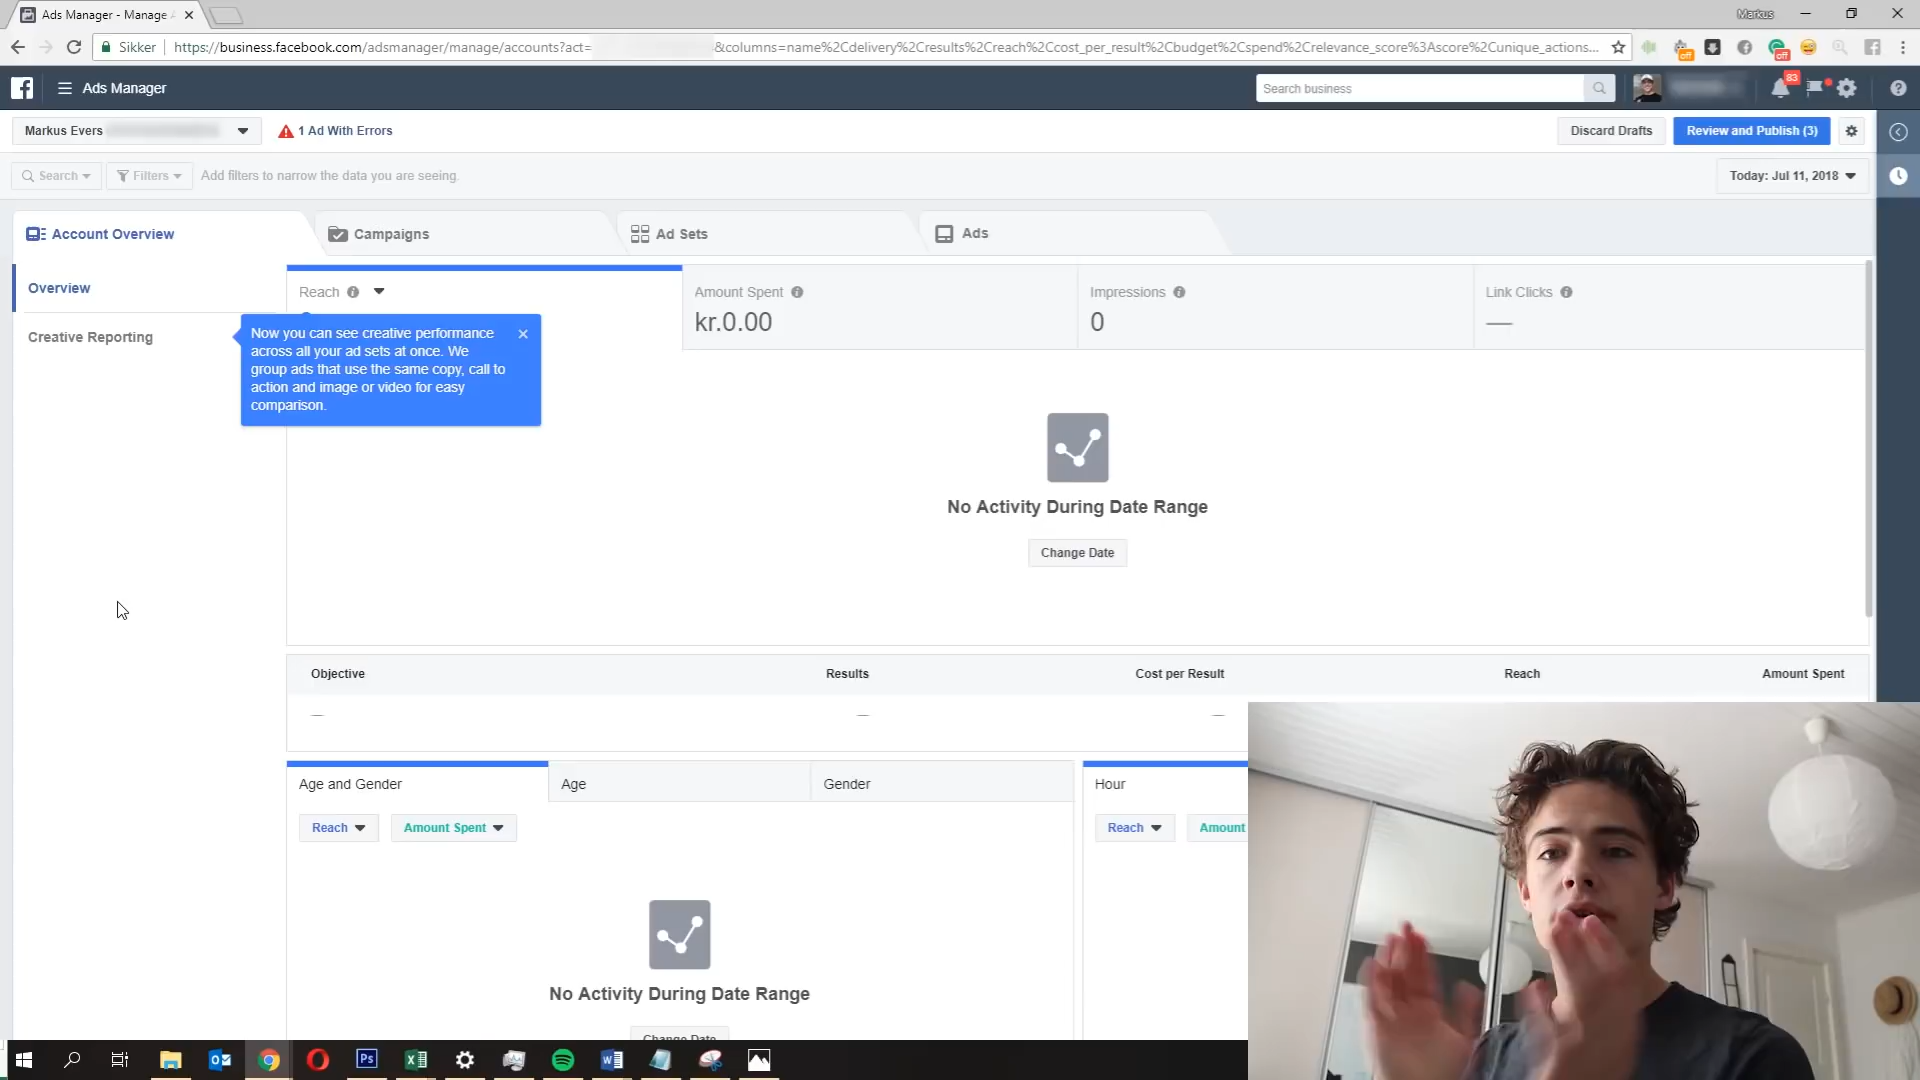 Ads Manager - Manage A
Markus
Sikker
https://business.facebook.com/adsmanager/manage/accounts?act=
&columns=name%2Cdelivery%2Cresults%2Creach%2Ccost_per_result%2Cbudget%2Cspend%2Crelevance_score%3Ascore%2Cunique_actions...
off
off
Ads Manager
Search business
83
Markus Evers
1 Ad With Errors
Discard Drafts
Review and Publish (3)
Search
Filters
Add filters to narrow the data you are seeing.
Today: Jul 11, 2018
Account Overview
Campaigns
Ad Sets
Ads
Overview
Creative Reporting
Reach
Amount Spent
kr.0.00
Impressions
0
Link Clicks
—
Now you can see creative performance
across all your ad sets at once. We
group ads that use the same copy, call to
action and image or video for easy
comparison.
No Activity During Date Range
Change Date
Objective
Results
Cost per Result
Reach
Amount Spent
—
—
—
Age and Gender
Age
Gender
Hour
Reach
Amount Spent
Reach
Amount
No Activity During Date Range
Change Date
Ps